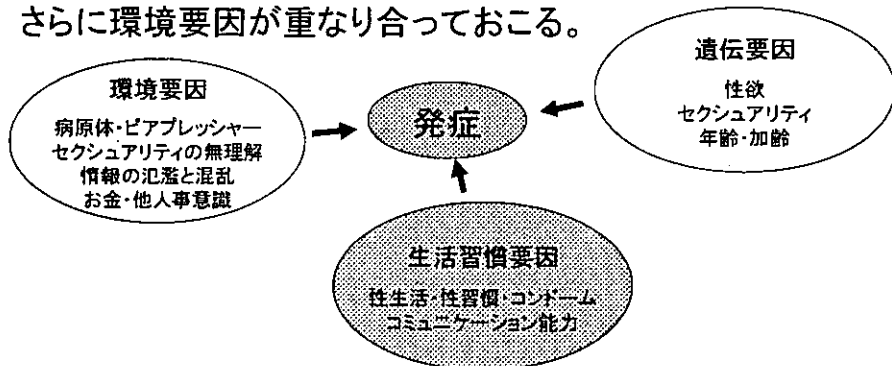 さらに環境要因が重なり合っておこる。
環境要因
病原体・ピアプレッシャー
セクシュアリティの無理解
情報の氾濫と混乱
お金・他人事意識
発症
遺伝要因
性欲
セクシュアリティ
年齢・加齢
生活習慣要因
性生活・性習慣・コンドーム
コミュニケーション能力